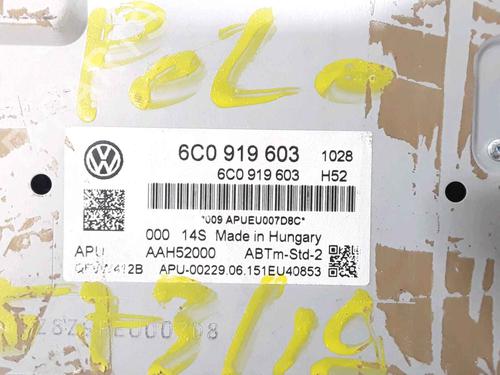 PoLo
VW
6C0 919 603 1028
6C0 919 603 H52
*009 APUEU007D8C*
000 14S Made in Hungary
APU AAH52000 ABTm-Std-2
APU-00229.06.151EU40853